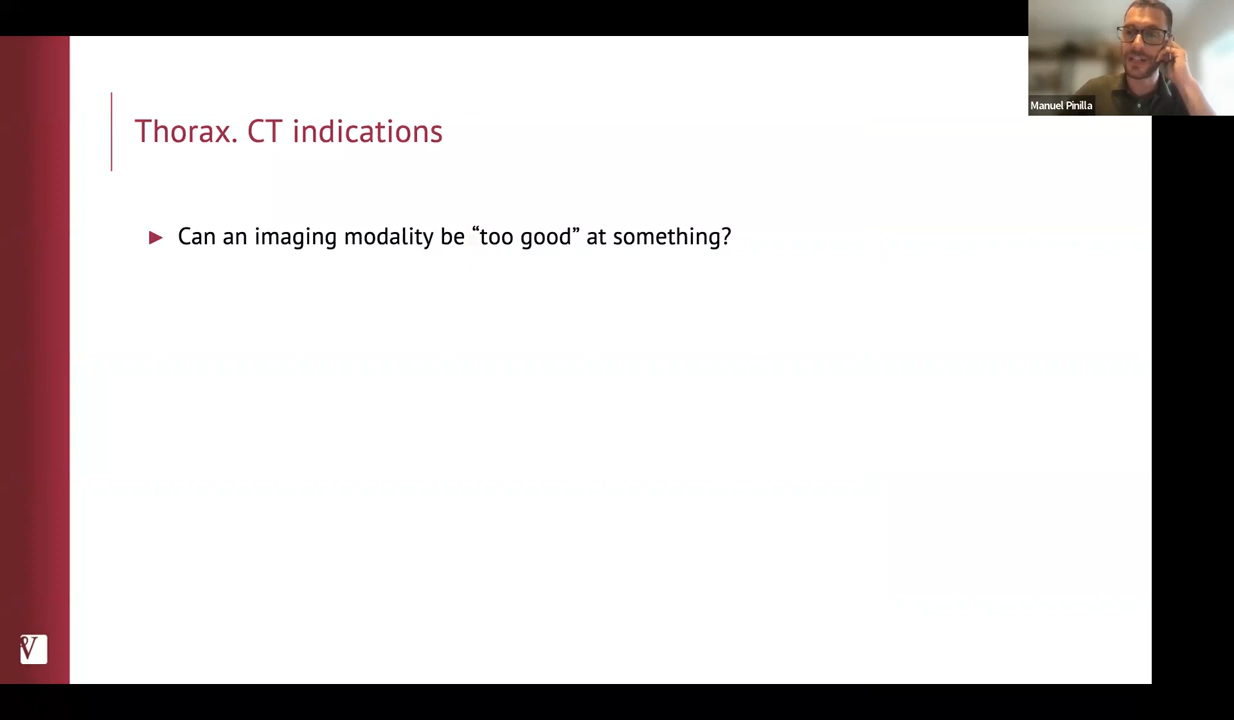 Manuel Pinilla
Thorax. CT indications
Can an imaging modality be “too good” at something?